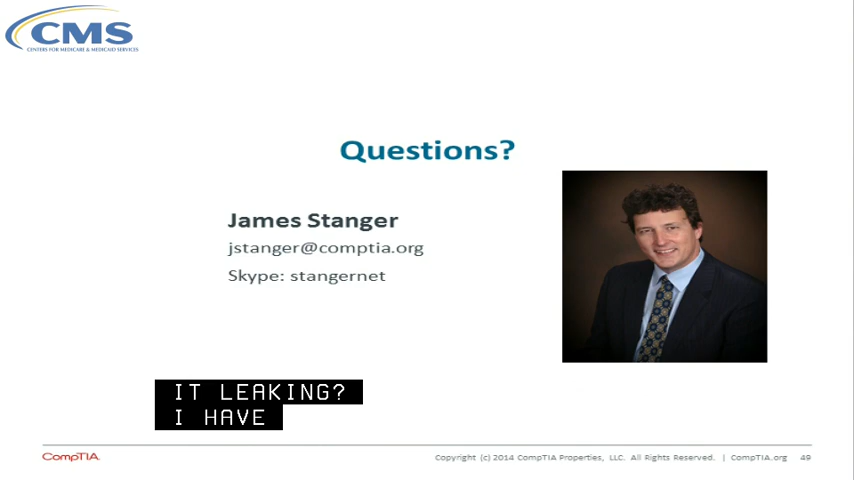 CMS
CENTERS FOR MEDICARE & MEDICAID SERVICES
Questions?
James Stanger
jstanger@comptia.org
Skype: stangernet
IT LEAKING?
I HAVE
CompTIA.
Copyright (c) 2014 CompTIA Properties, LLC. All Rights Reserved. | CompTIA.org 49